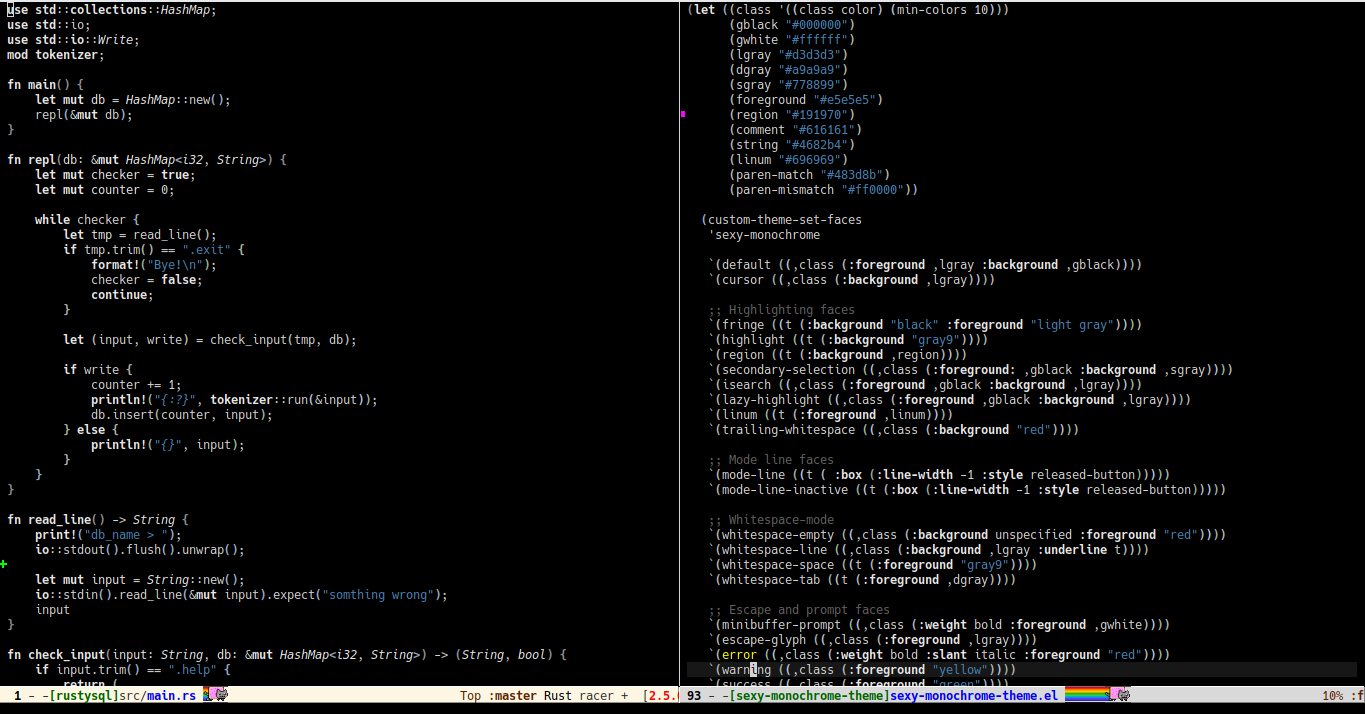 use std::collections::HashMap;
use std::io;
use std::io::Write;
mod tokenizer;
fn main() {
    let mut db = HashMap::new();
    repl(&mut db);
}
fn repl(db: &mut HashMap<i32, String>) {
    let mut checker = true;
    let mut counter = 0;
    while checker {
        let tmp = read_line();
        if tmp.trim() == ".exit" {
            format!("Bye!\n");
            checker = false;
            continue;
        }
        let (input, write) = check_input(tmp, db);
        if write {
            counter += 1;
            println!("{:?}", tokenizer::run(&input));
            db.insert(counter, input);
        } else {
            println!("{}", input);
        }
    }
}
fn read_line() -> String {
    print!("db_name > ");
    io::stdout().flush().unwrap();
    let mut input = String::new();
    io::stdin().read_line(&mut input).expect("somthing wrong");
    input
}
fn check_input(input: String, db: &mut HashMap<i32, String>) -> (String, bool) {
    if input.trim() == ".help" {
        return (
1 - -[rustysql]src/main.rs Top :master Rust racer + [2.5.
(let ((class '((class color) (min-colors 10)))
      (gblack "#000000")
      (gwhite "#ffffff")
      (lgray "#d3d3d3")
      (dgray "#a9a9a9")
      (sgray "#778899")
      (foreground "#e5e5e5")
      (region "#191970")
      (comment "#616161")
      (string "#4682b4")
      (linum "#696969")
      (paren-match "#483d8b")
      (paren-mismatch "#ff0000"))
  (custom-theme-set-faces
   'sexy-monochrome
   `(default ((,class (:foreground ,lgray :background ,gblack))))
   `(cursor ((,class (:background ,lgray))))
   ;; Highlighting faces
   `(fringe ((t (:background "black" :foreground "light gray"))))
   `(highlight ((t (:background "gray9"))))
   `(region ((t (:background ,region))))
   `(secondary-selection ((,class (:foreground: ,gblack :background ,sgray))))
   `(isearch ((,class (:foreground ,gblack :background ,lgray))))
   `(lazy-highlight ((,class (:foreground ,gblack :background ,lgray))))
   `(linum ((t (:foreground ,linum))))
   `(trailing-whitespace ((,class (:background "red"))))
   ;; Mode line faces
   `(mode-line ((t ( :box (:line-width -1 :style released-button)))))
   `(mode-line-inactive ((t (:box (:line-width -1 :style released-button)))))
   ;; Whitespace-mode
   `(whitespace-empty ((,class (:background unspecified :foreground "red"))))
   `(whitespace-line ((,class (:background ,lgray :underline t))))
   `(whitespace-space ((t (:foreground "gray9"))))
   `(whitespace-tab ((t (:foreground ,dgray))))
   ;; Escape and prompt faces
   `(minibuffer-prompt ((,class (:weight bold :foreground ,gwhite))))
   `(escape-glyph ((,class (:foreground ,lgray))))
   `(error ((,class (:weight bold :slant italic :foreground "red"))))
   `(warning ((,class (:foreground "yellow"))))
   `(success ((,class (:foreground "green"))))
93 - -[sexy-monochrome-theme]sexy-monochrome-theme.el 10% :f